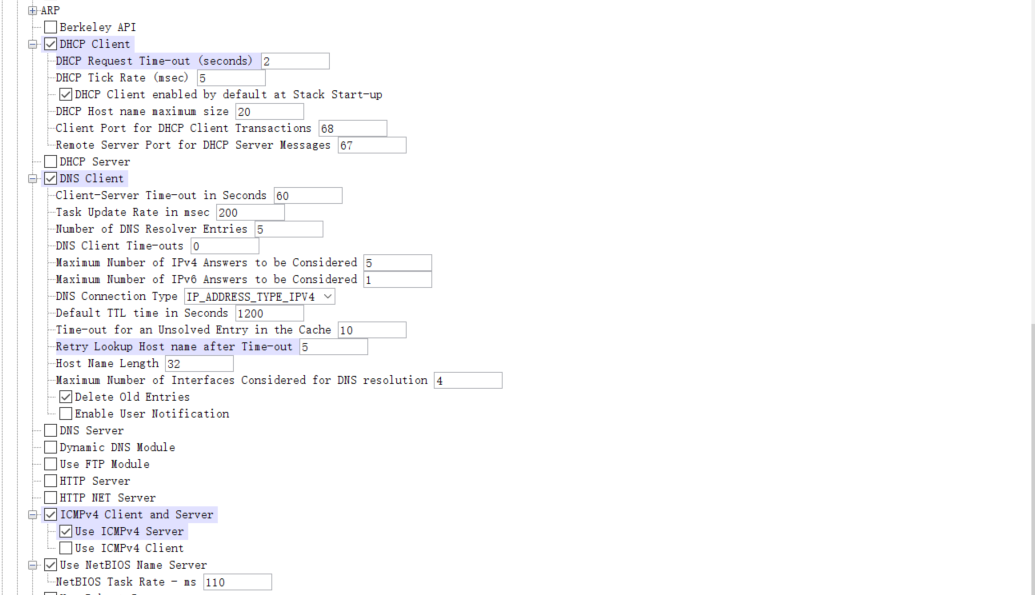 ARP
Berkeley API
DHCP Client
DHCP Request Time-out (seconds) 2
DHCP Tick Rate (msec) 5
DHCP Client enabled by default at Stack Start-up
DHCP Host name maximum size 20
Client Port for DHCP Client Transactions 68
Remote Server Port for DHCP Server Messages 67
DHCP Server
DNS Client
Client-Server Time-out in Seconds 60
Task Update Rate in msec 200
Number of DNS Resolver Entries 5
DNS Client Time-outs 0
Maximum Number of IPv4 Answers to be Considered 5
Maximum Number of IPv6 Answers to be Considered 1
DNS Connection Type IP_ADDRESS_TYPE_IPV4
Default TTL time in Seconds 1200
Time-out for an Unsolved Entry in the Cache 10
Retry Lookup Host name after Time-out 5
Host Name Length 32
Maximum Number of Interfaces Considered for DNS resolution 4
Delete Old Entries
Enable User Notification
DNS Server
Dynamic DNS Module
Use FTP Module
HTTP Server
HTTP NET Server
ICMPv4 Client and Server
Use ICMPv4 Server
Use ICMPv4 Client
Use NetBIOS Name Server
NetBIOS Task Rate - ms 110